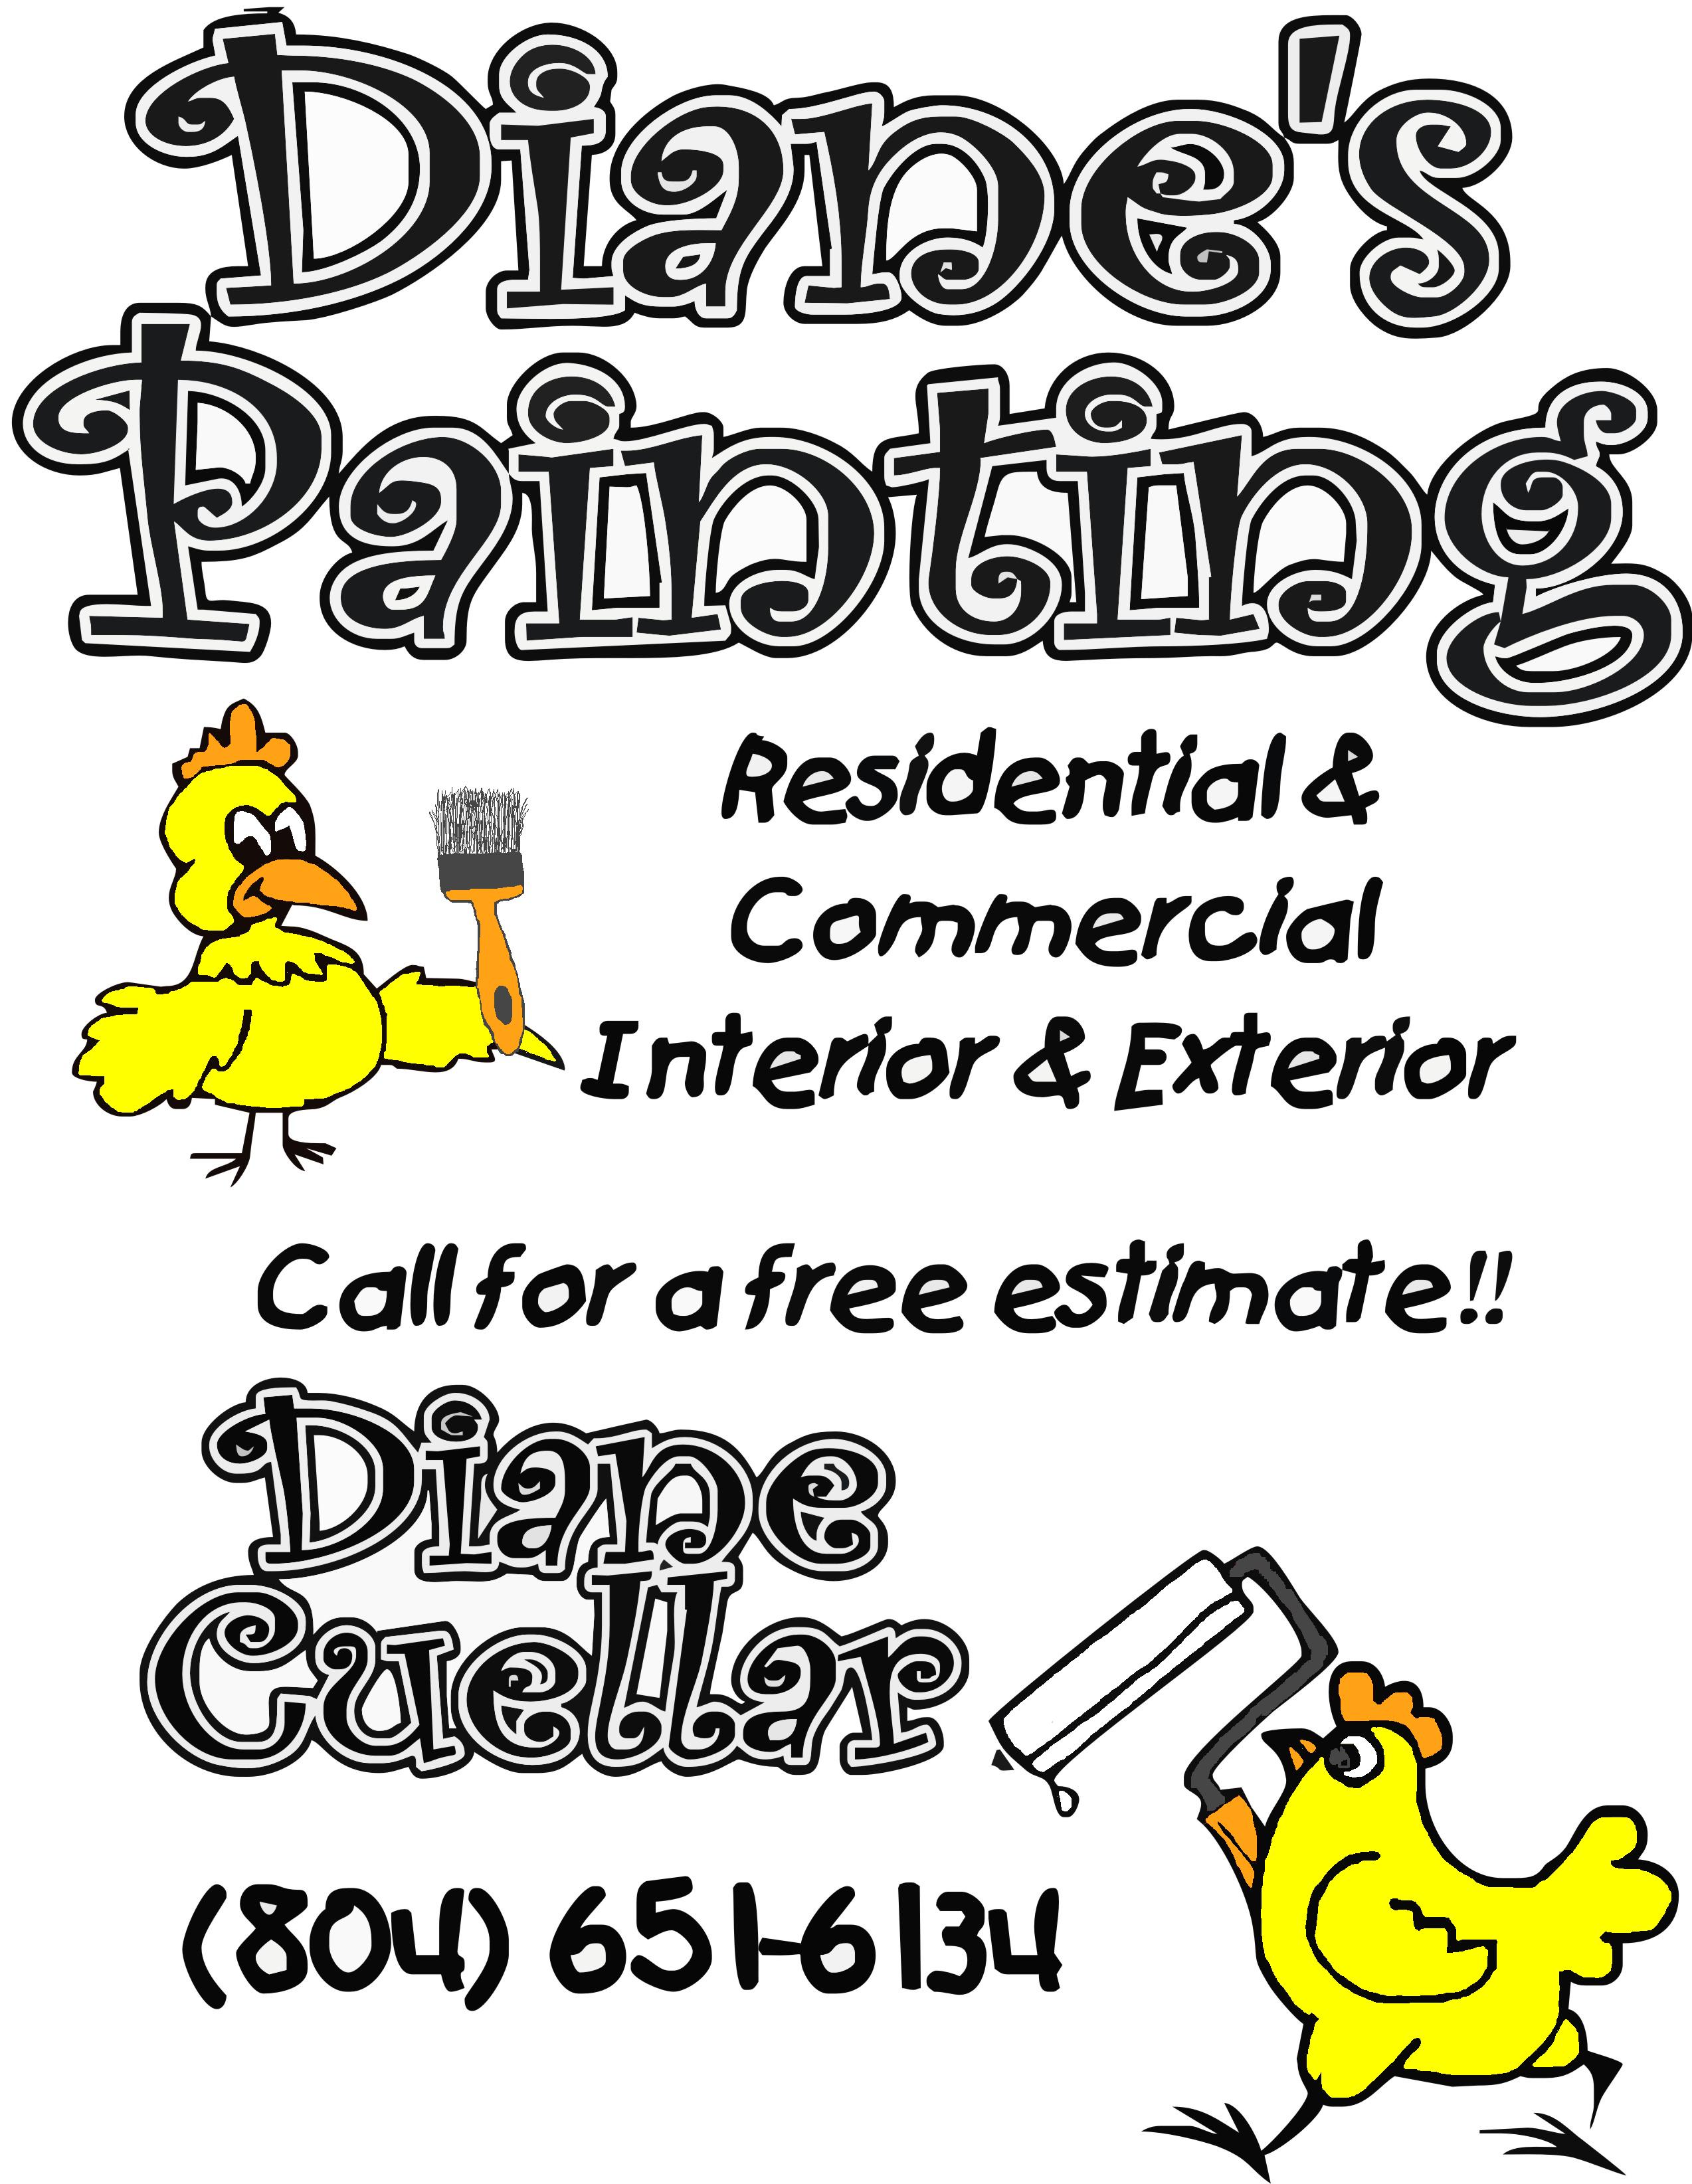 Diane's
Painting
Residential &
Commercial
Interior & Exterior
Call for a free estimate!!
Diane
Cuellar
(804) 651-6134